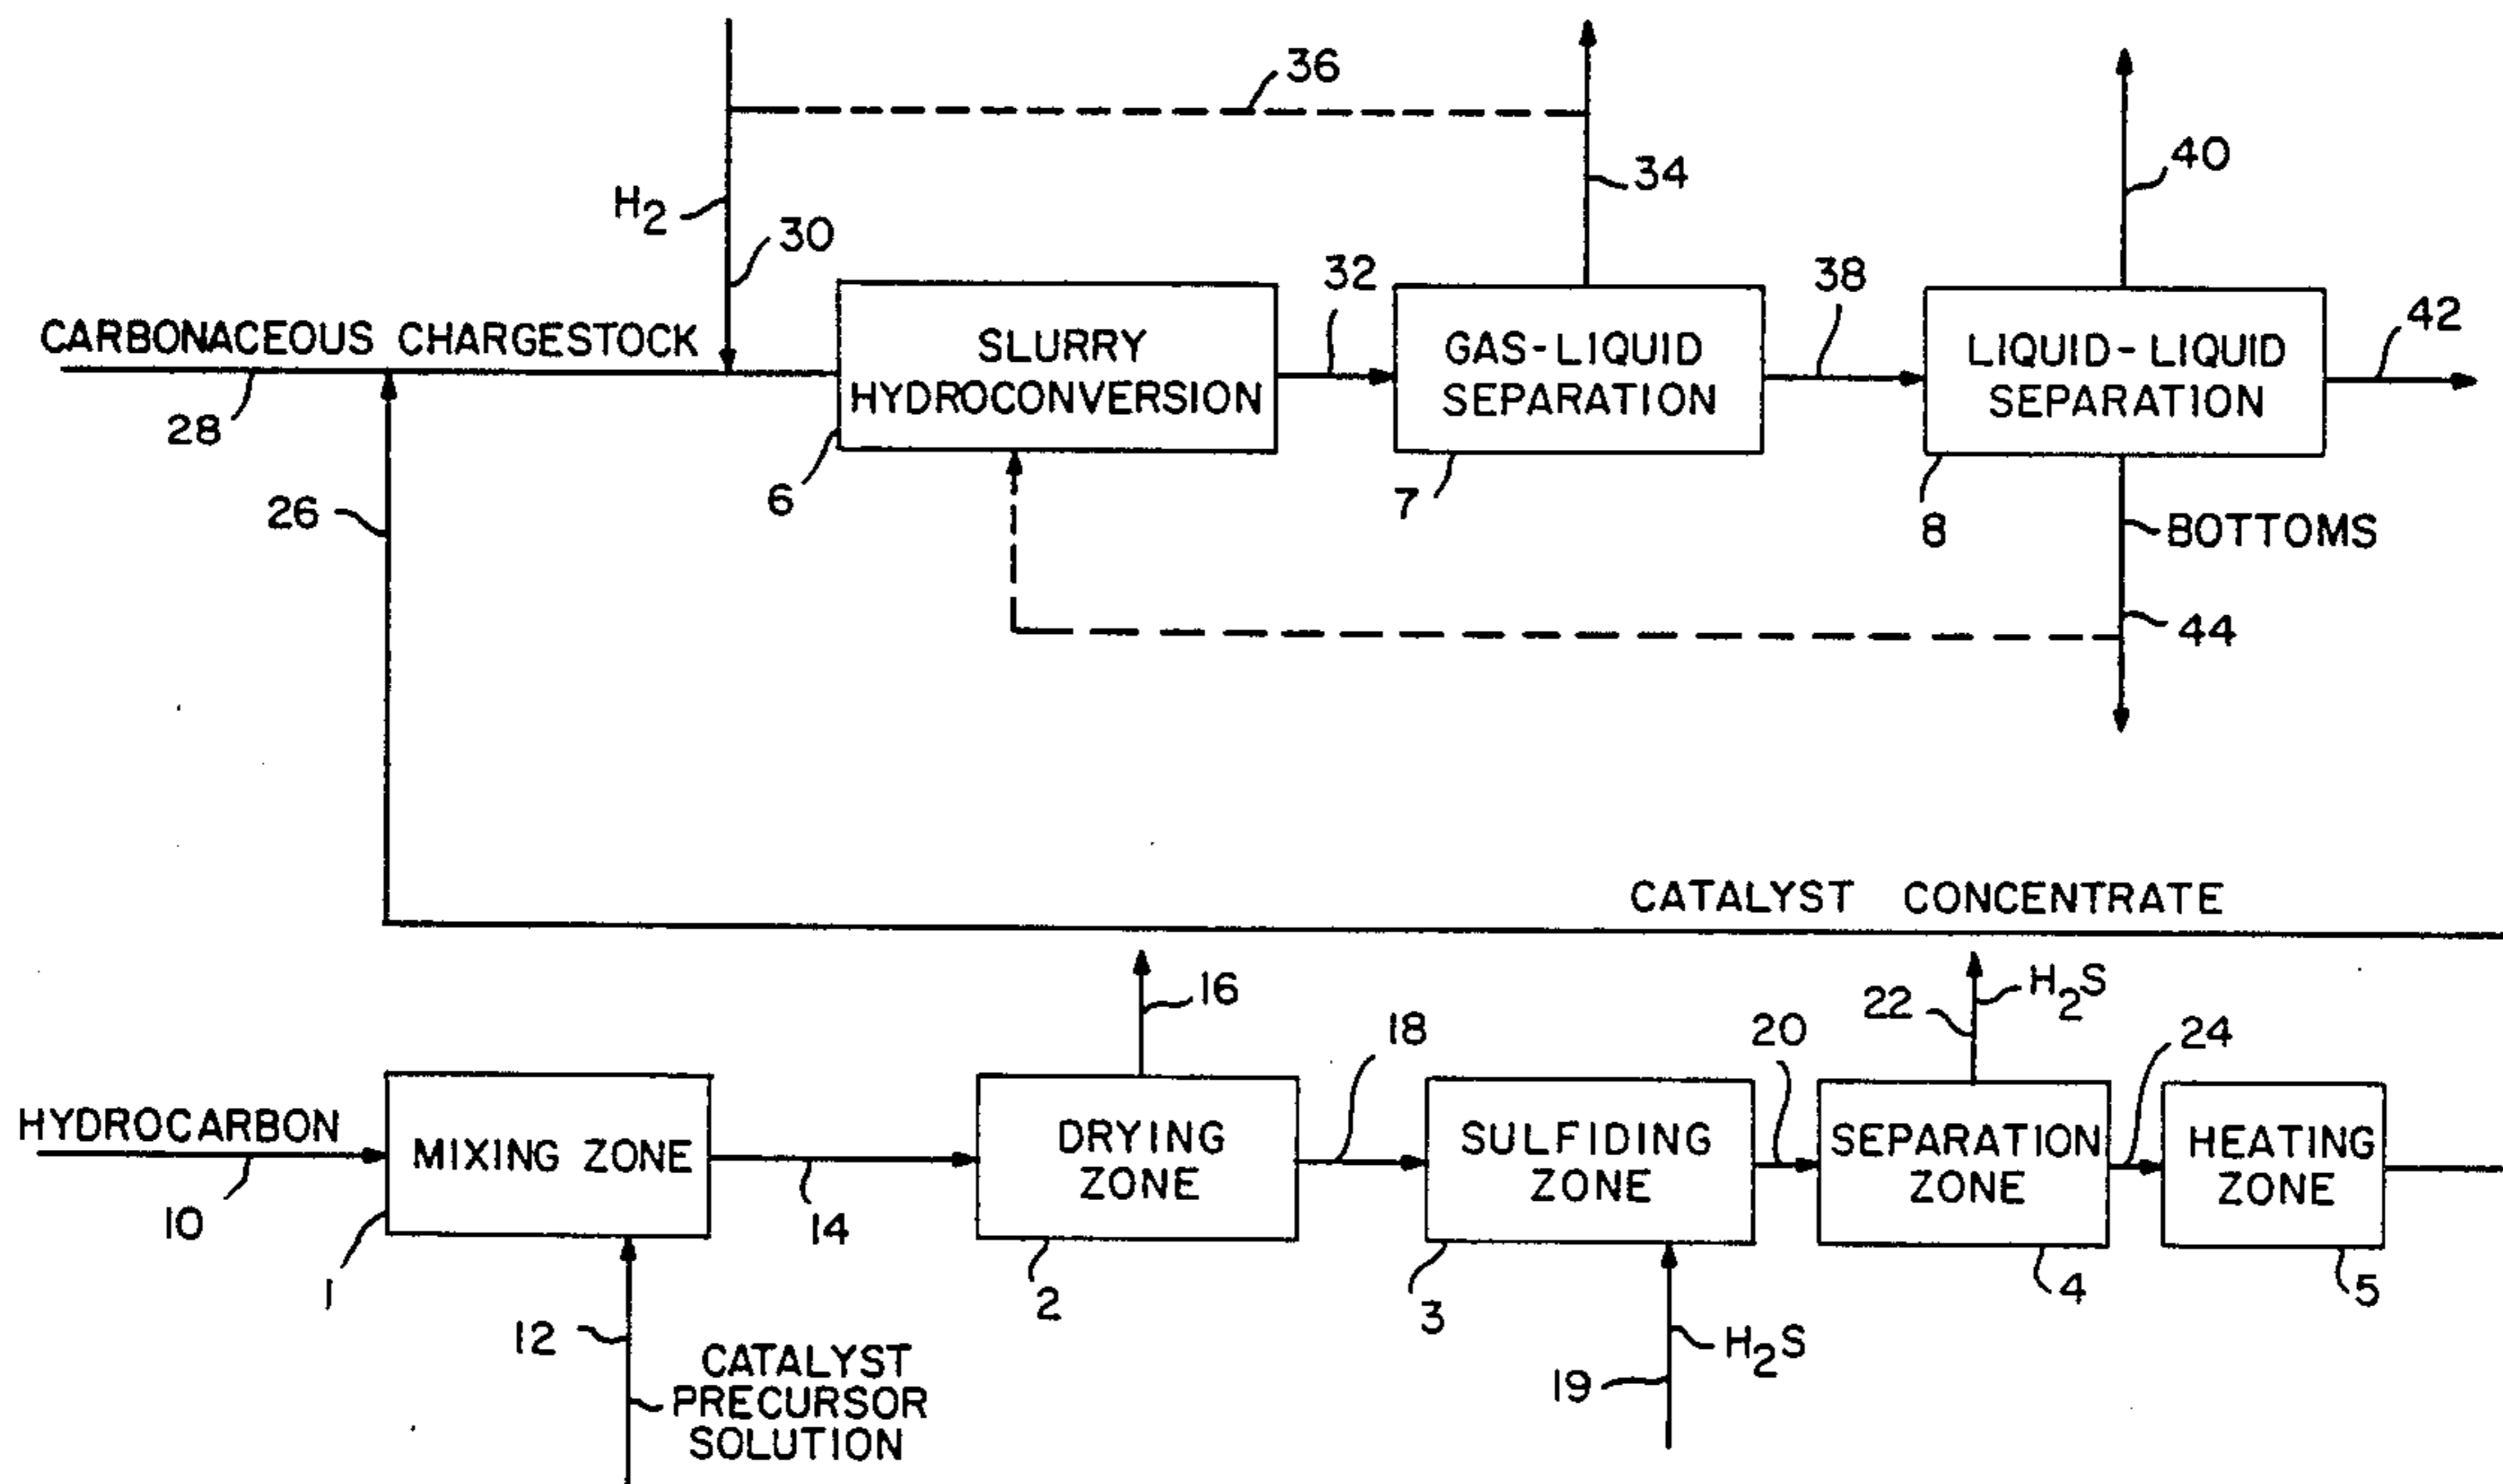 36
34
40
H2
30
32
38
42
CARBONACEOUS CHARGESTOCK
SLURRY
HYDROCONVERSION
GAS-LIQUID
SEPARATION
LIQUID-LIQUID
SEPARATION
28
26
6
7
8
BOTTOMS
44
CATALYST CONCENTRATE
16
22
H2S
18
20
24
HYDROCARBON
MIXING ZONE
DRYING
ZONE
SULFIDING
ZONE
SEPARATION
ZONE
HEATING
ZONE
10
14
1
2
3
4
5
12
H2S
19
CATALYST
PRECURSOR
SOLUTION